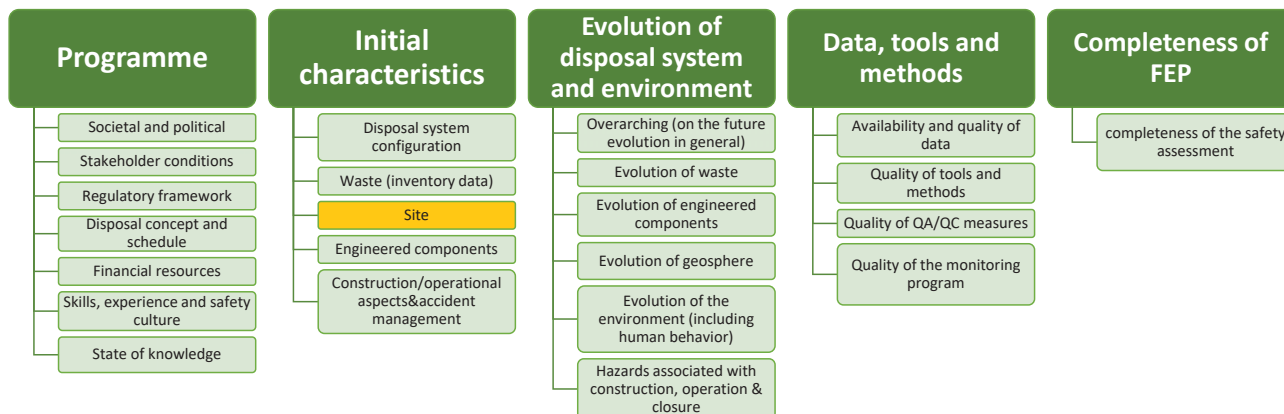 Programme
Societal and political
Stakeholder conditions
Regulatory framework
Disposal concept and
schedule
Financial resources
Skills, experience and safety
culture
State of knowledge
Initial
characteristics
Disposal system
configuration
Waste (inventory data)
Site
Engineered components
Construction/operational
aspects&accident
management
Evolution of
disposal system
and environment
Overarching (on the future
evolution in general)
Evolution of waste
Evolution of engineered
components
Evolution of geosphere
Evolution of the
environment (including
human behavior)
Hazards associated with
construction, operation &
closure
Data, tools and
methods
Availability and quality of
data
Quality of tools and
methods
Quality of QA/QC measures
Quality of the monitoring
program
Completeness of
FEP
completeness of the safety
assessment